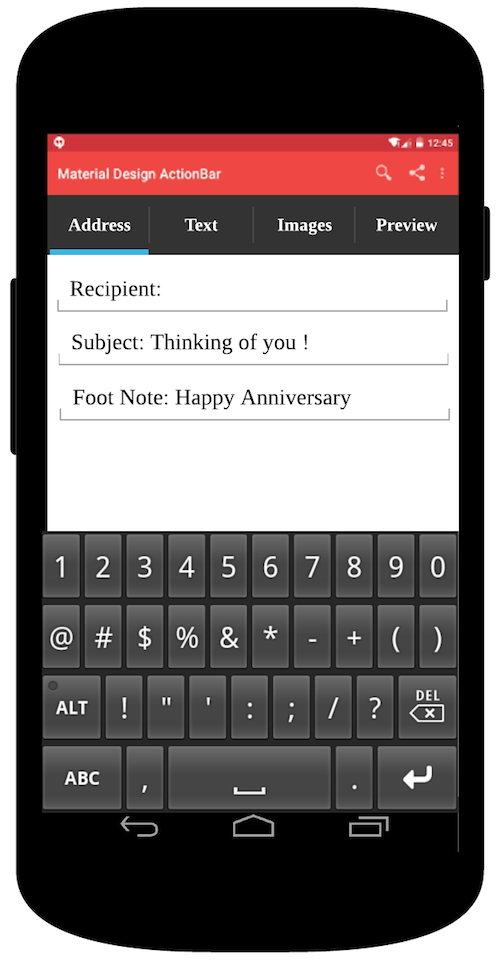 12:45
Material Design ActionBar
Address Text Images Preview
Recipient:
Subject: Thinking of you !
Foot Note: Happy Anniversary
1 2 3 4 5 6 7 8 9 0
@ # $ % & * - + ( )
ALT ! " ' : ; / ? DEL
ABC , .